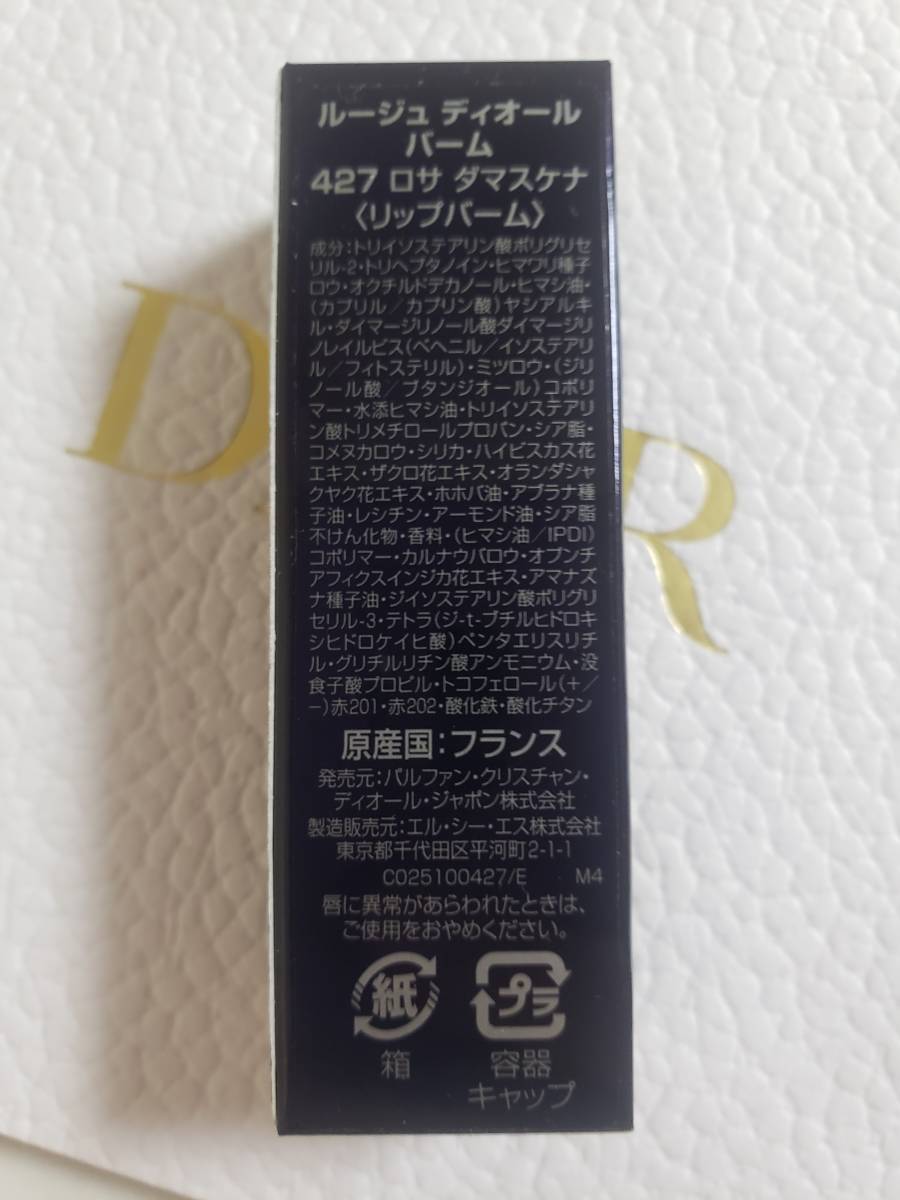 ルージュ ディオール
バーム
427 ロサ ダマスケナ
〈リップバーム〉
成分:トリイソステアリン酸ポリグリセ
リル-2・トリヘプタノイン・ヒマワリ種子
ロウ・オクチルドデカノール・ヒマシ油・
(カプリル/カプリン酸)ヤシアルキ
ル・ダイマージリノール酸ダイマージリ
ノレイルビス(ベヘニル/イソステアリ
ル/フィトステリル)・ミツロウ・(ジリ
ノール酸/ブタンジオール)コポリ
マー・水添ヒマシ油・トリイソステアリ
ン酸トリメチロールプロパン・シア脂・
コメヌカロウ・シリカ・ハイビスカス花
エキス・ザクロ花エキス・オランダシャ
クヤク花エキス・ホホバ油・アブラナ種
子油・レシチン・アーモンド油・シア脂
不けん化物・香料・(ヒマシ油/IPDI)
コポリマー・カルナウバロウ・オプンチ
アフィクスインジカ花エキス・アマナズ
ナ種子油・ジイソステアリン酸ポリグリ
セリル-3・テトラ(ジ-t-ブチルヒドロキ
シヒドロケイヒ酸)ペンタエリスリチ
ル・グリチルリチン酸アンモニウム・没
食子酸プロピル・トコフェロール(+/
−)赤201・赤202・酸化鉄・酸化チタン
原産国:フランス
発売元:パルファン・クリスチャン・
ディオール・ジャポン株式会社
製造販売元:エル・シー・エス株式会社
東京都千代田区平河町2-1-1
C025100427/E M4
唇に異常があらわれたときは、
ご使用をおやめください。
紙 プラ
箱 容器
キャップ
D R